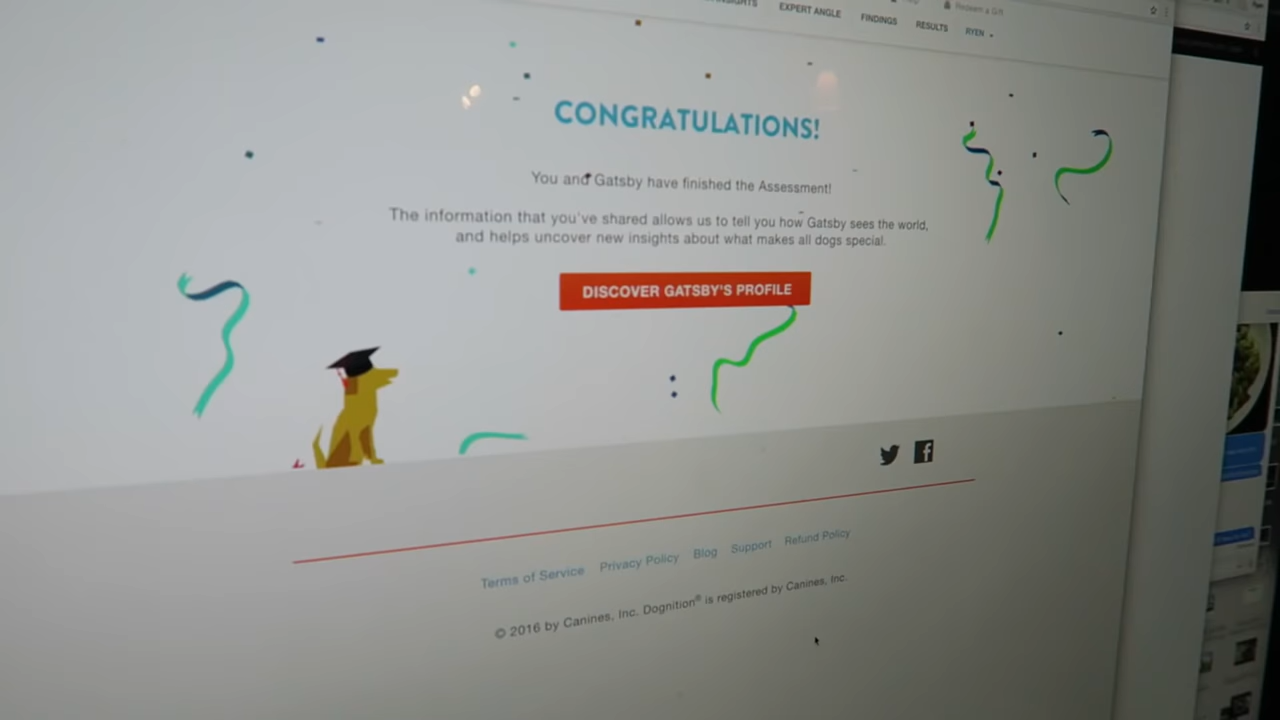 Redeem a Gift
EXPERT ANGLE FINDINGS RESULTS RYEN
CONGRATULATIONS!
You and Gatsby have finished the Assessment!
The information that you've shared allows us to tell you how Gatsby sees the world,
and helps uncover new insights about what makes all dogs special.
DISCOVER GATSBY'S PROFILE
Terms of Service Privacy Policy Blog Support Refund Policy
© 2016 by Canines, Inc. Dognition® is registered by Canines, Inc.